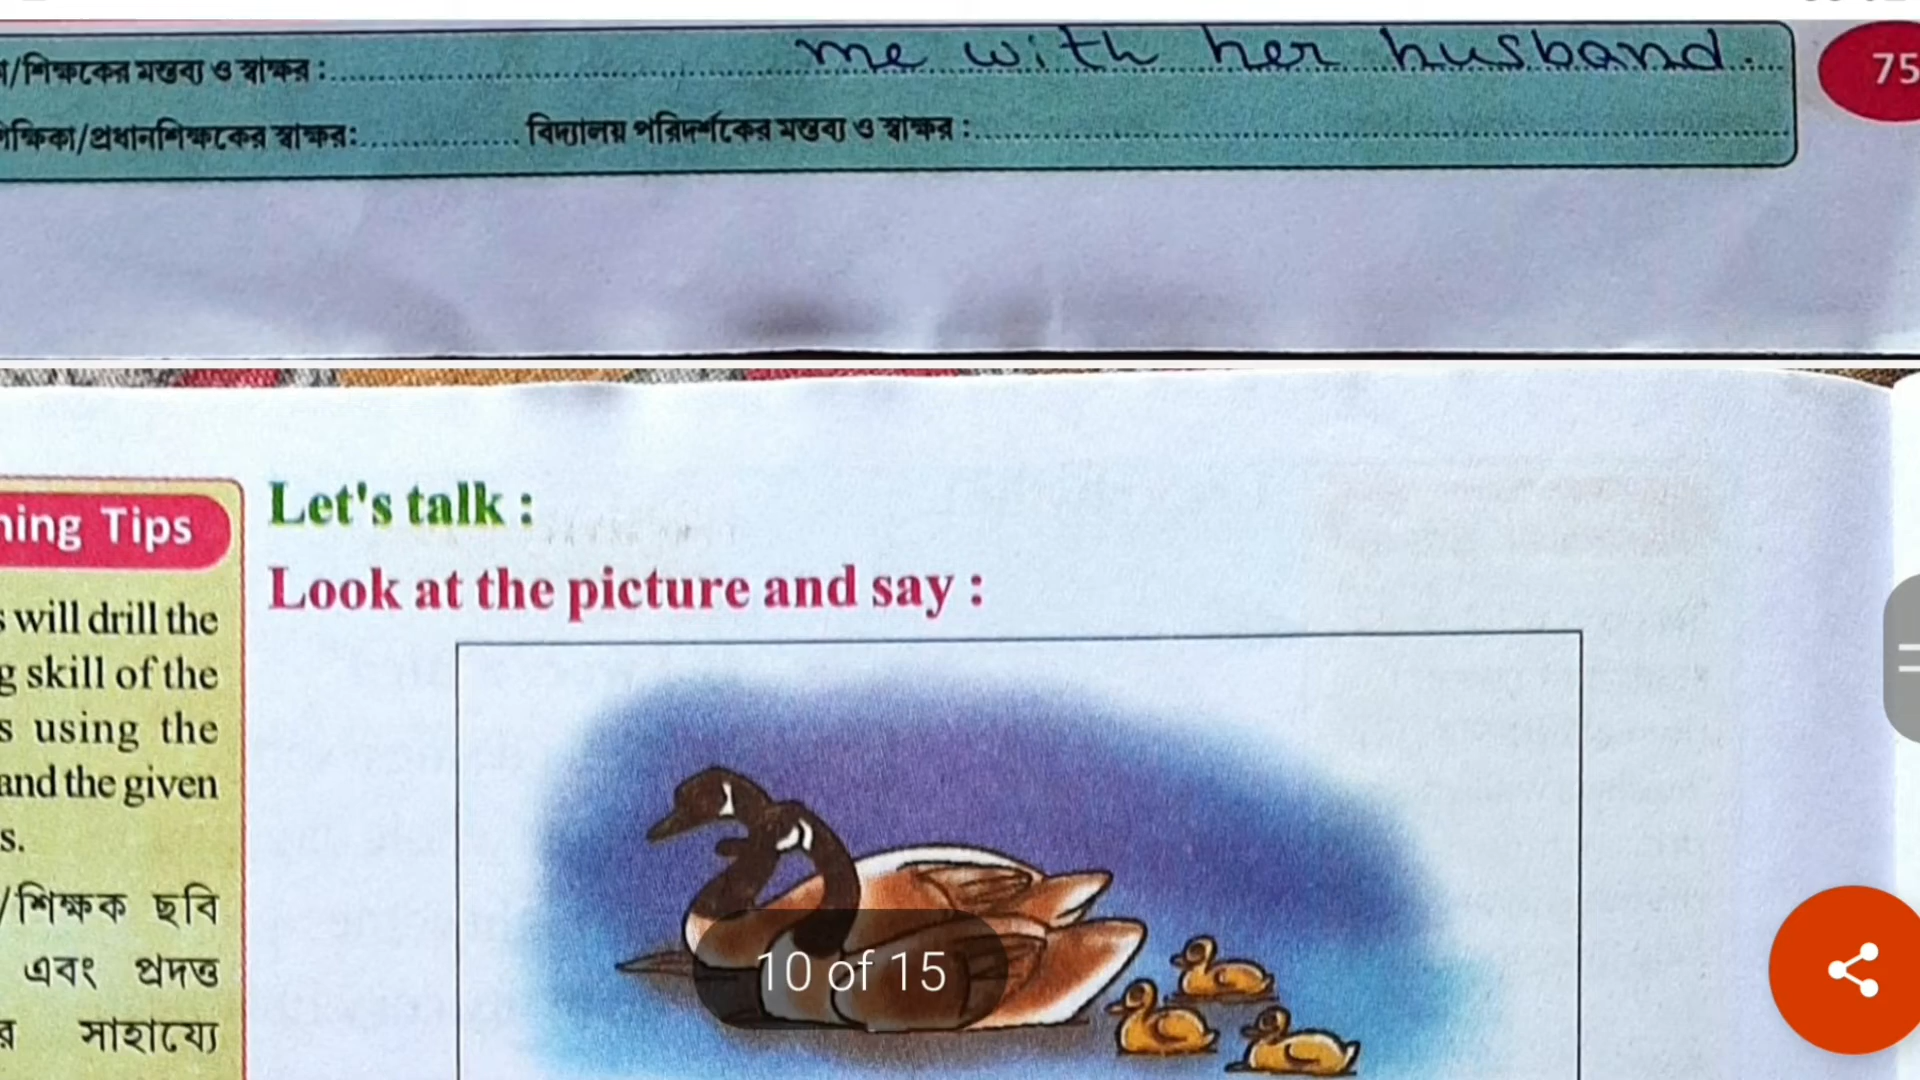 me with her husband.
/শিক্ষকের মন্তব্য ও স্বাক্ষর :
75
/প্রধানশিক্ষকের স্বাক্ষর: বিদ্যালয় পরিদর্শকের মন্তব্য ও স্বাক্ষর :
Let's talk :
ning Tips
Look at the picture and say :
s will drill the
g skill of the
s using the
and the given
s.
/শিক্ষক ছবি
এবং প্রদত্ত
র সাহায্যে
10 of 15